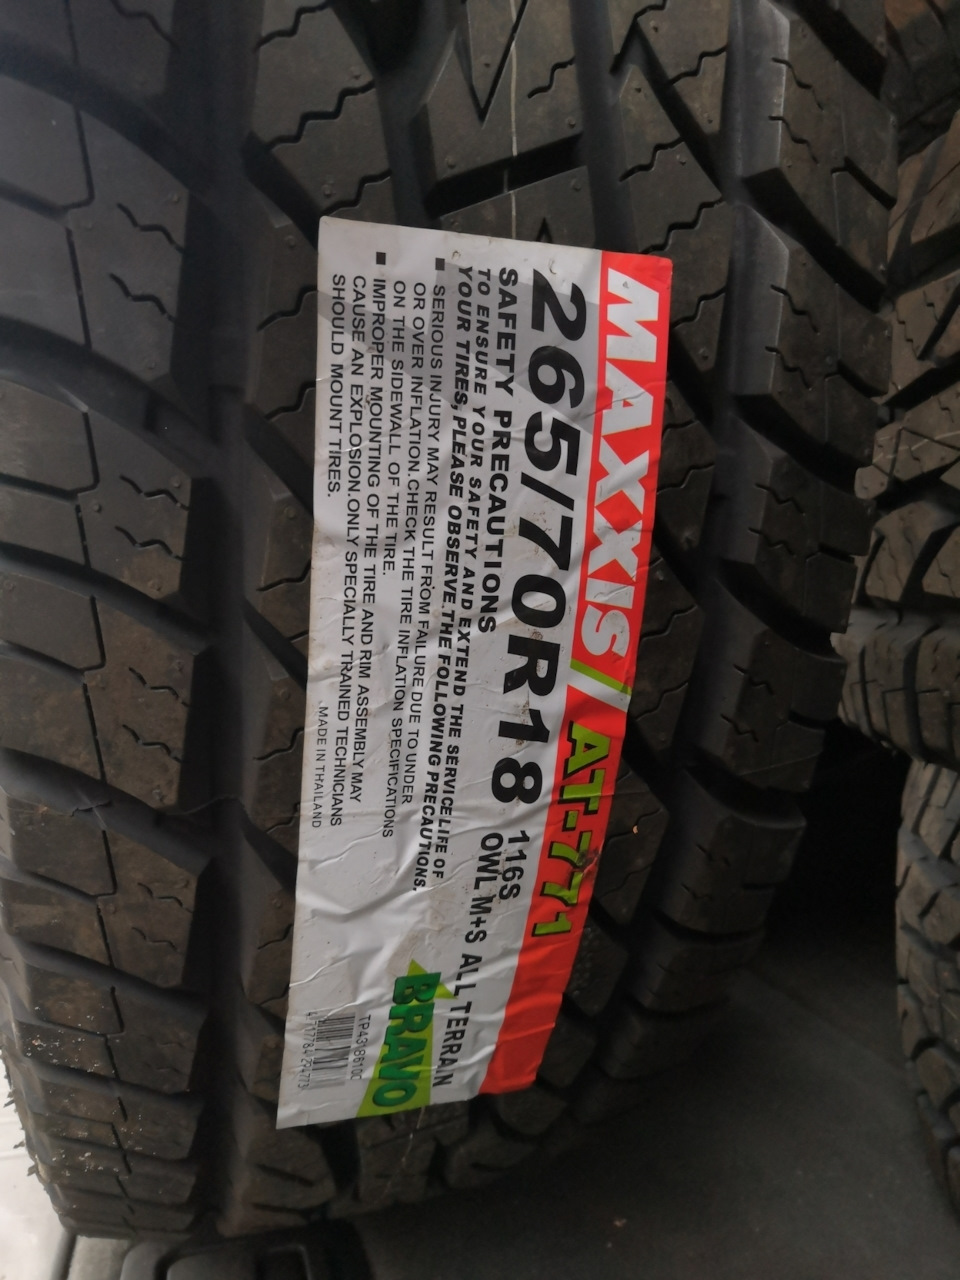 MAXXIS/AT-771
265/70R18 116S
OWL M+S ALL TERRAIN
SAFETY PRECAUTIONS
TO ENSURE YOUR SAFETY AND EXTEND THE SERVICE LIFE OF
YOUR TIRES, PLEASE OBSERVE THE FOLLOWING PRECAUTIONS.
■ SERIOUS INJURY MAY RESULT FROM FAILURE DUE TO UNDER
OR OVER INFLATION.CHECK THE TIRE INFLATION SPECIFICATIONS
ON THE SIDEWALL OF THE TIRE.
■ IMPROPER MOUNTING OF THE TIRE AND RIM ASSEMBLY MAY
CAUSE AN EXPLOSION.ONLY SPECIALLY TRAINED TECHNICIANS
SHOULD MOUNT TIRES.
MADE IN THAILAND
BRAVO
TP4318610C